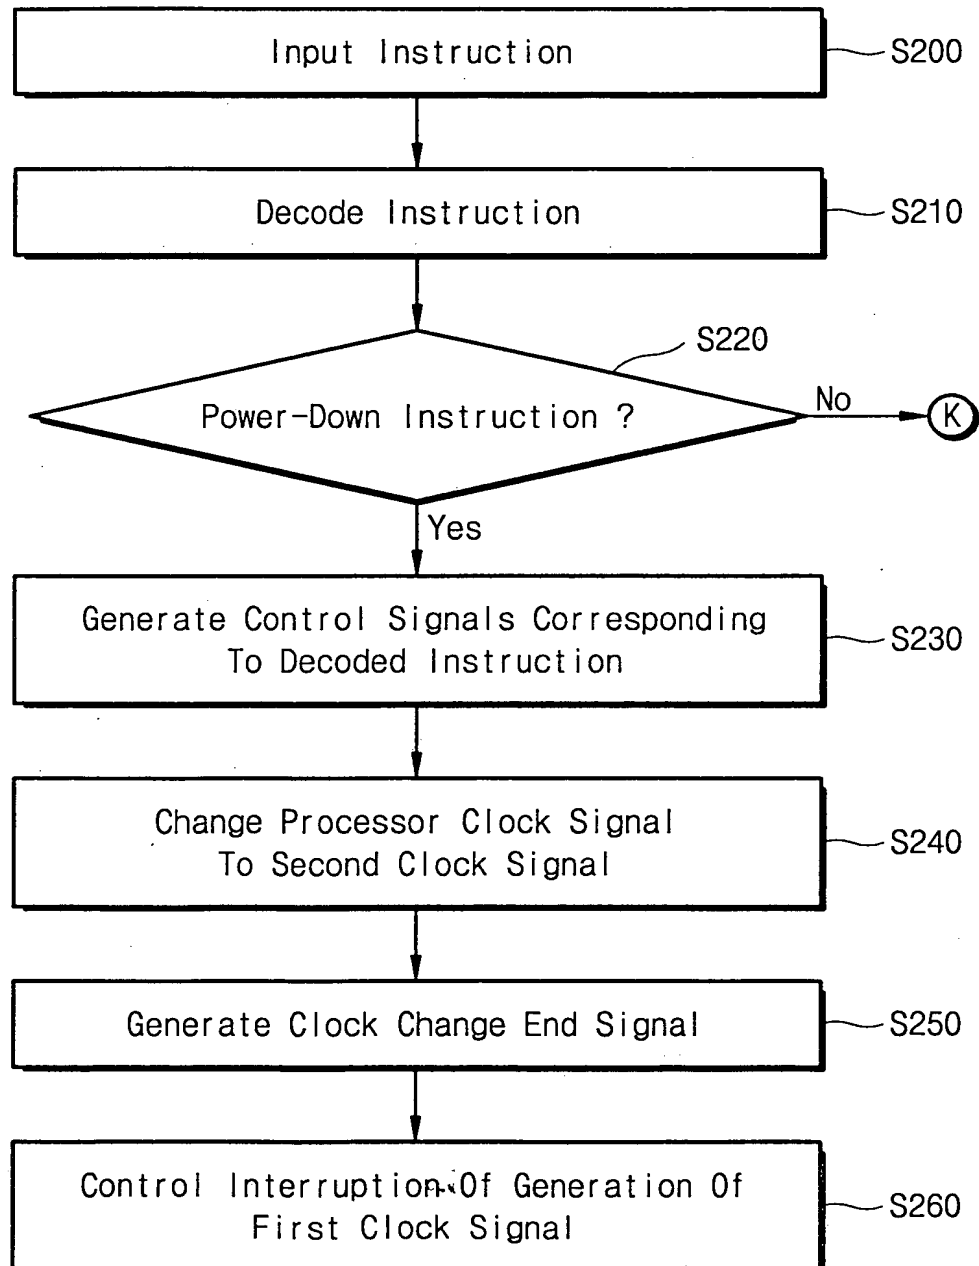 Input Instruction
S200
Decode Instruction
S210
S220
Power-Down Instruction ?
No
K
Yes
Generate Control Signals Corresponding
To Decoded Instruction
S230
Change Processor Clock Signal
To Second Clock Signal
S240
Generate Clock Change End Signal
S250
Control Interruption Of Generation Of
First Clock Signal
S260